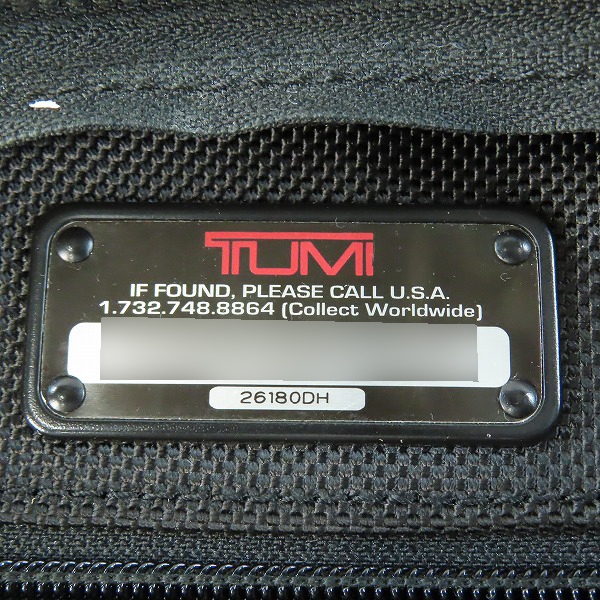 TUMI
IF FOUND, PLEASE CALL U.S.A.
1.732.748.8864 (Collect Worldwide)
26180DH